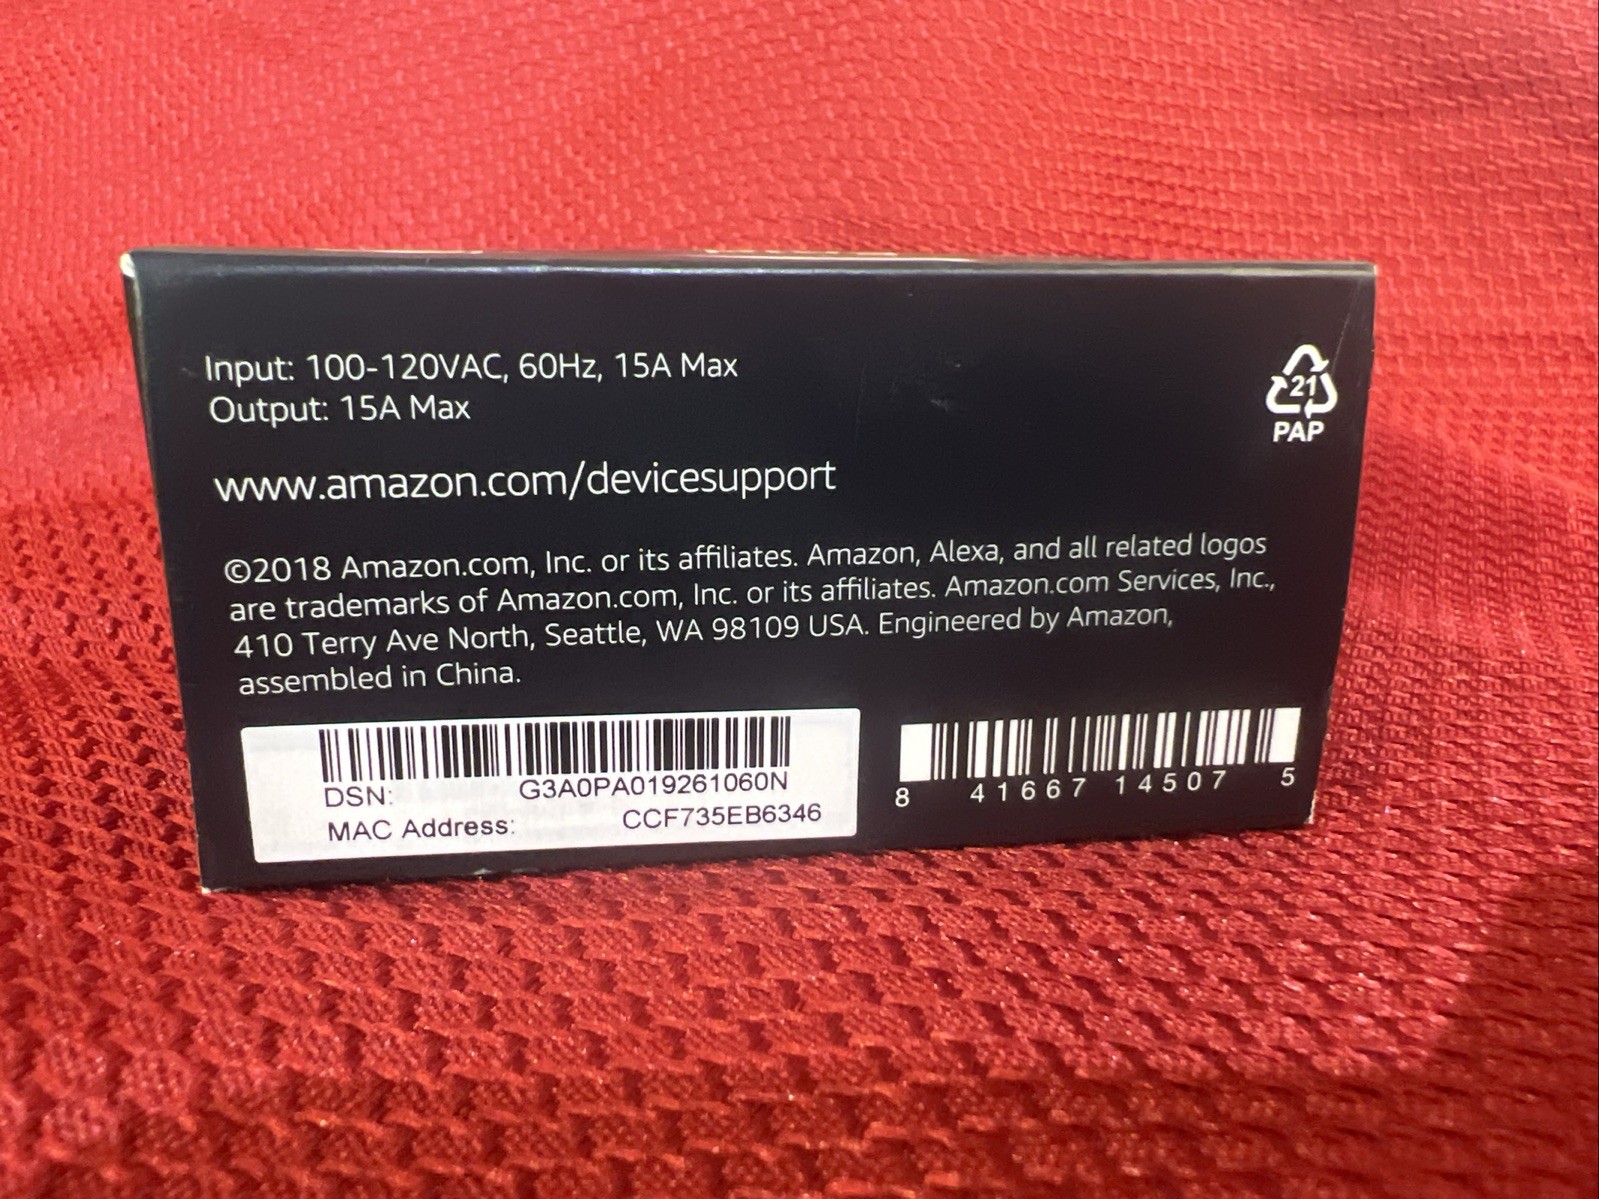 Input: 100-120VAC, 60Hz, 15A Max
Output: 15A Max
21
PAP
www.amazon.com/devicesupport
©2018 Amazon.com, Inc. or its affiliates. Amazon, Alexa, and all related logos
are trademarks of Amazon.com, Inc. or its affiliates. Amazon.com Services, Inc.,
410 Terry Ave North, Seattle, WA 98109 USA. Engineered by Amazon,
assembled in China.
DSN: G3A0PA019261060N
MAC Address: CCF735EB6346
8 41667 14507 5